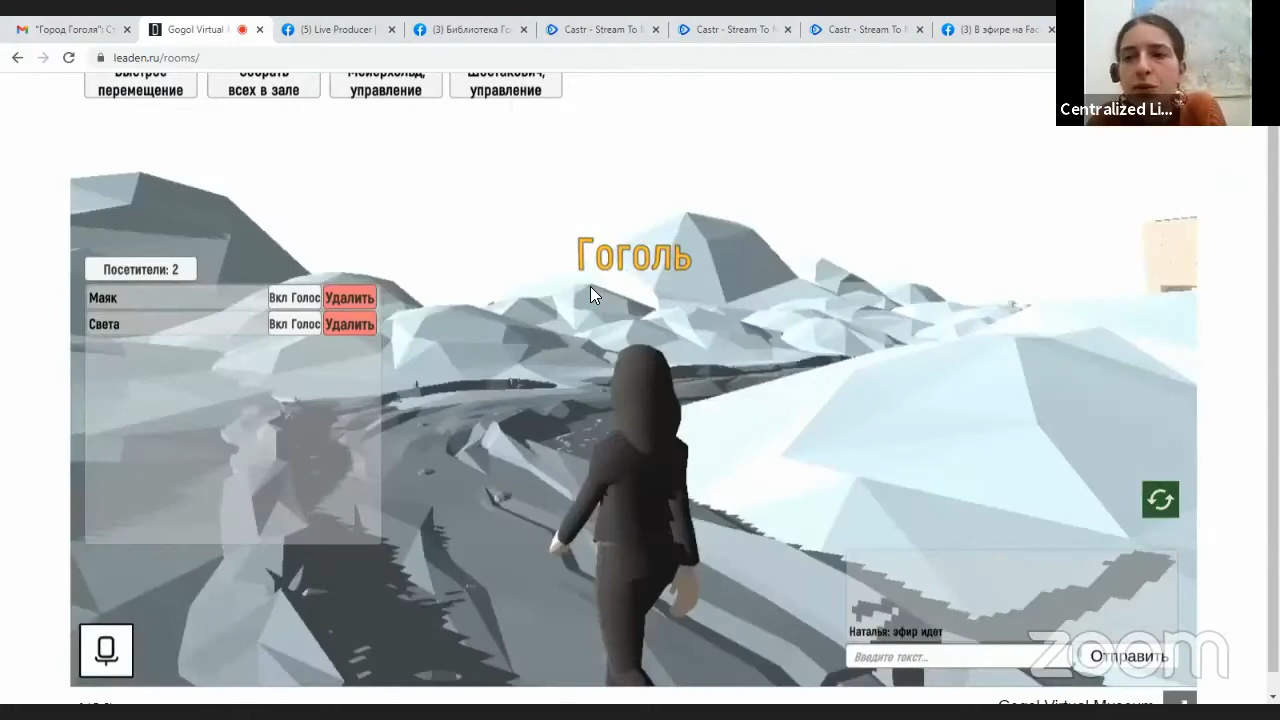 "Город Гоголя": С
Gogol Virtual M
(5) Live Producer |
(3) Библиотека Го
Castr - Stream To M
Castr - Stream To M
Castr - Stream To M
(3) В эфире на Fac
leaden.ru/rooms/
Быстрое перемещение
Собрать всех в зале
Мейерхольд, управление
Шостакович, управление
Centralized Li...
Гоголь
Посетители: 2
Маяк Вкл Голос Удалить
Света Вкл Голос Удалить
Наталья: эфир идет
Введите текст...
Отправить
zoom
Gogol Virtual Museum